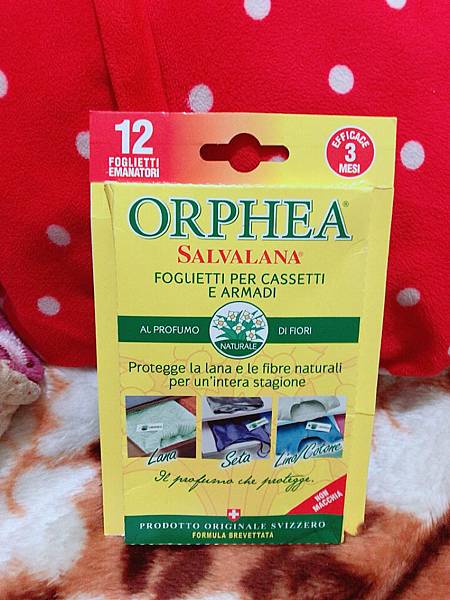 12
FOGLIETTI
EMANATORI
EFFICACE
3
MESI
ORPHEA®
SALVALANA®
FOGLIETTI PER CASSETTI
E ARMADI
AL PROFUMO DI FIORI
NATURALE
Protegge la lana e le fibre naturali
per un'intera stagione
Lana Seta Lino/Cotone
Il profumo che protegge.
NON
MACCHIA
PRODOTTO ORIGINALE SVIZZERO
FORMULA BREVETTATA